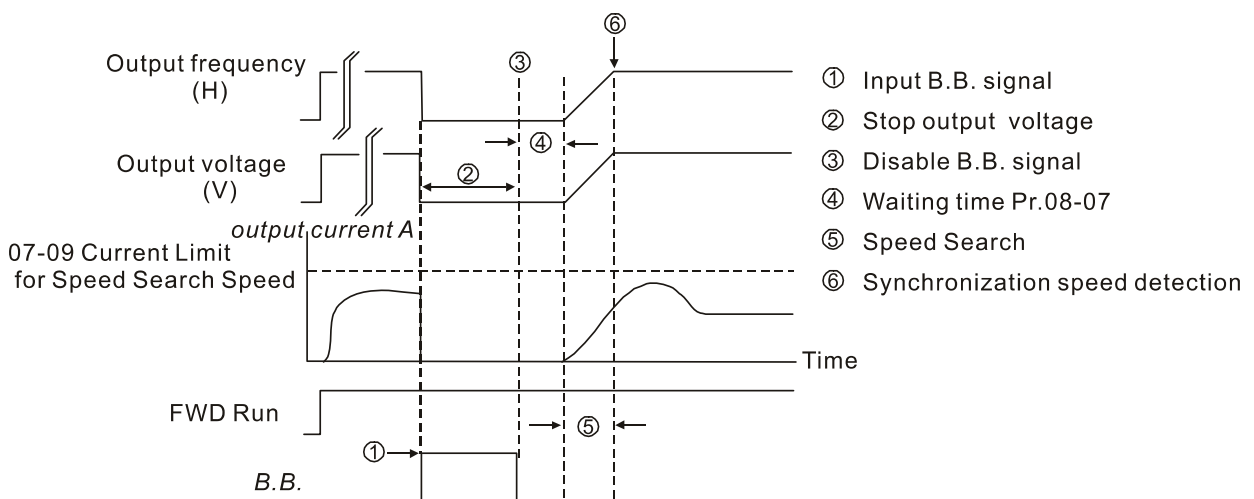 ⑥
Output frequency
(H)
③
④
Output voltage
(V)
②
output current A
07-09 Current Limit
for Speed Search Speed
Time
FWD Run
⑤
①
B.B.
① Input B.B. signal
② Stop output voltage
③ Disable B.B. signal
④ Waiting time Pr.08-07
⑤ Speed Search
⑥ Synchronization speed detection